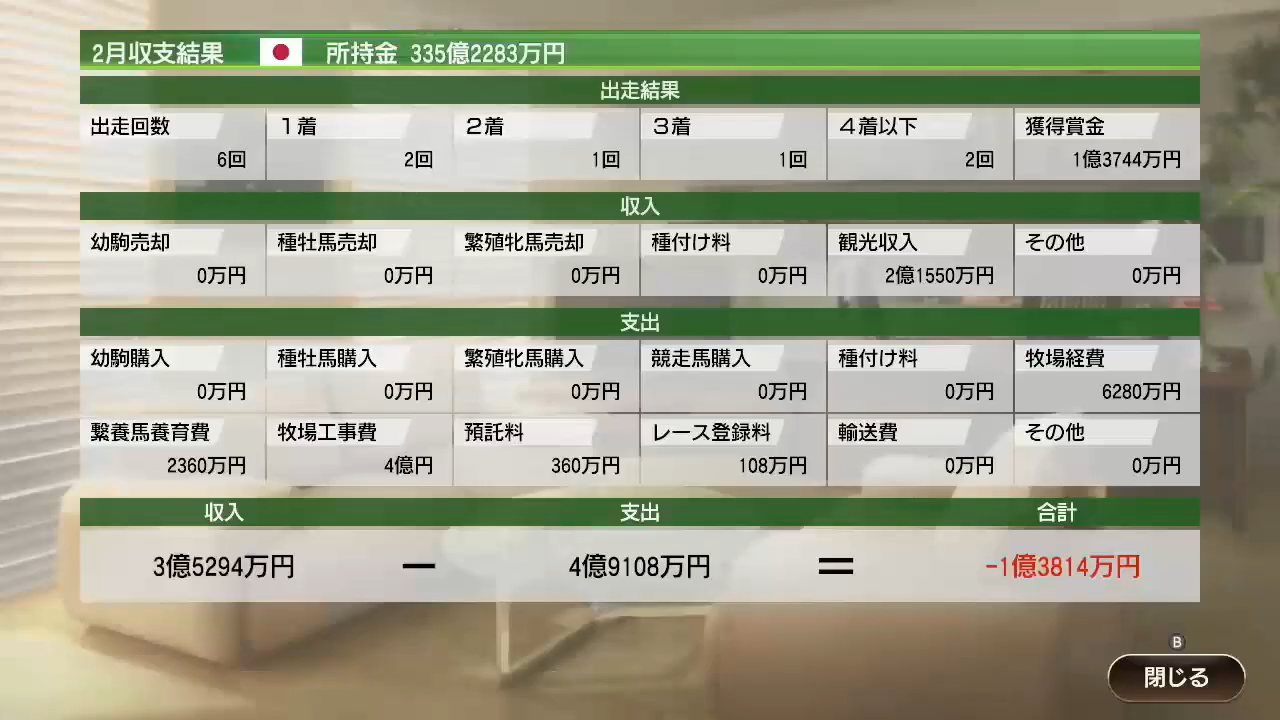 2月収支結果 所持金 335億2283万円
出走結果
出走回数 1着 2着 3着 4着以下 獲得賞金
6回 2回 1回 1回 2回 1億3744万円
収入
幼駒売却 種牡馬売却 繁殖牝馬売却 種付け料 観光収入 その他
0万円 0万円 0万円 0万円 2億1550万円 0万円
支出
幼駒購入 種牡馬購入 繁殖牝馬購入 競走馬購入 種付け料 牧場経費
0万円 0万円 0万円 0万円 0万円 6280万円
繋養馬養育費 牧場工事費 預託料 レース登録料 輸送費 その他
2360万円 4億円 360万円 108万円 0万円 0万円
収入 支出 合計
3億5294万円 ー 4億9108万円 = -1億3814万円
B
閉じる